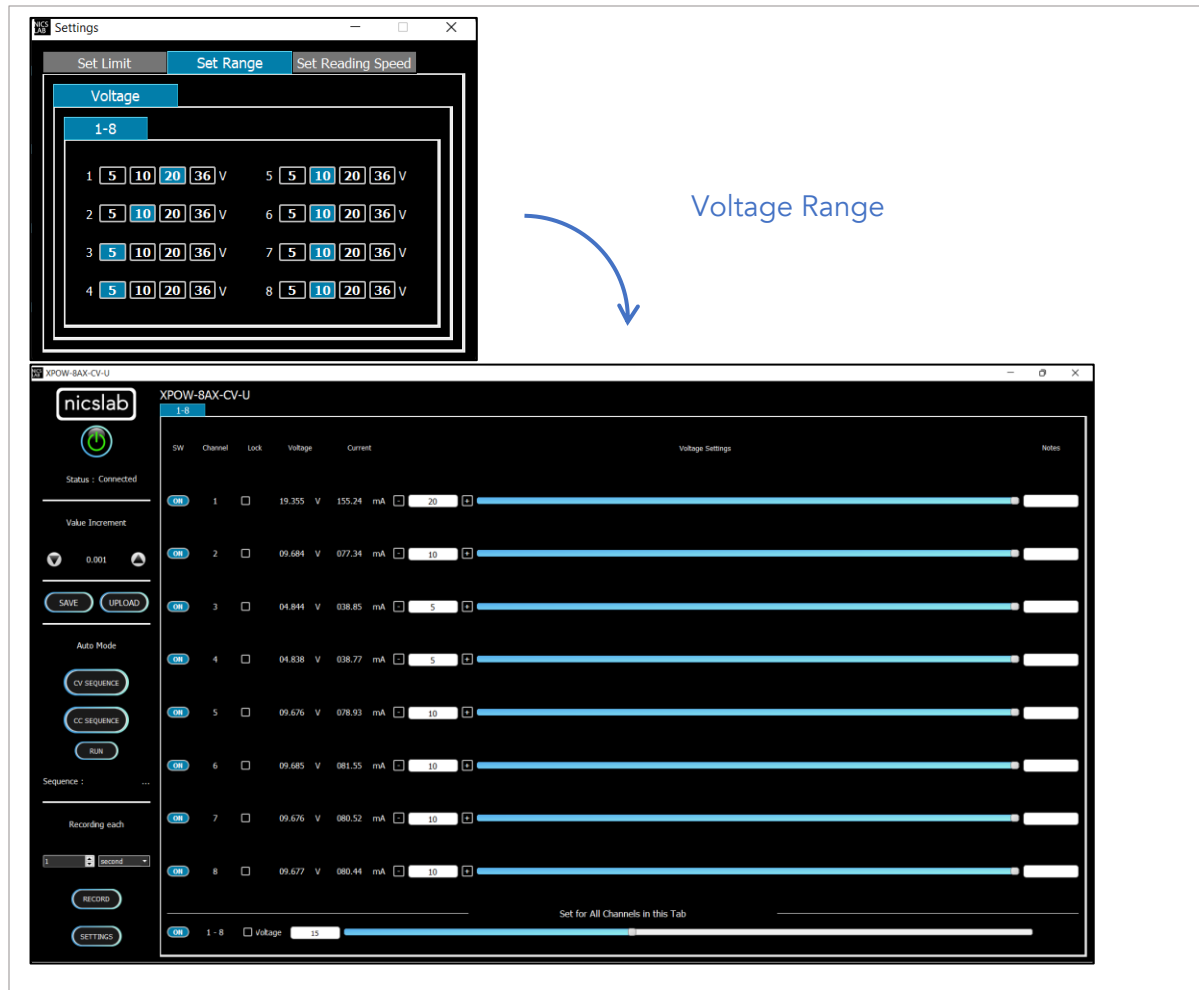 NICS LAB Settings
Set Limit Set Range Set Reading Speed
Voltage
1-8
1 5 10 20 36 V 5 5 10 20 36 V
2 5 10 20 36 V 6 5 10 20 36 V
3 5 10 20 36 V 7 5 10 20 36 V
4 5 10 20 36 V 8 5 10 20 36 V
Voltage Range
NICS LAB XPOW-8AX-CV-U
nicslab
Status : Connected
Value Increment
0.001
SAVE UPLOAD
Auto Mode
CV SEQUENCE
CC SEQUENCE
RUN
Sequence : ...
Recording each
1 second
RECORD
SETTINGS
XPOW-8AX-CV-U
1-8
SW Channel Lock Voltage Current Voltage Settings Notes
ON 1 19.355 V 155.24 mA - 20 +
ON 2 09.684 V 077.34 mA - 10 +
ON 3 04.844 V 038.85 mA - 5 +
ON 4 04.838 V 038.77 mA - 5 +
ON 5 09.676 V 078.93 mA - 10 +
ON 6 09.685 V 081.55 mA - 10 +
ON 7 09.676 V 080.52 mA - 10 +
ON 8 09.677 V 080.44 mA - 10 +
Set for All Channels in this Tab
ON 1 - 8 Voltage 15